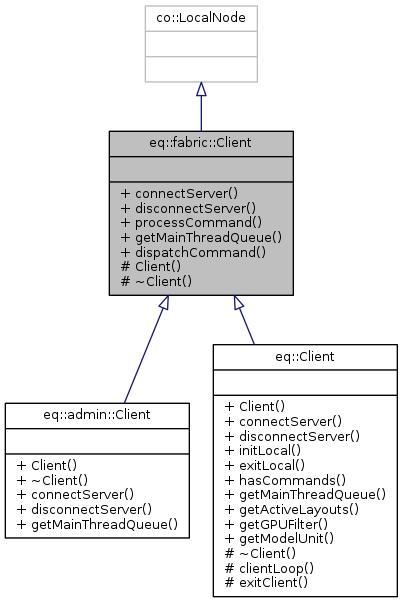 co::LocalNode
eq::fabric::Client
+ connectServer()
+ disconnectServer()
+ processCommand()
+ getMainThreadQueue()
+ dispatchCommand()
# Client()
# ~Client()
eq::admin::Client
+ Client()
+ ~Client()
+ connectServer()
+ disconnectServer()
+ getMainThreadQueue()
eq::Client
+ Client()
+ connectServer()
+ disconnectServer()
+ initLocal()
+ exitLocal()
+ hasCommands()
+ getMainThreadQueue()
+ getActiveLayouts()
+ getGPUFilter()
+ getModelUnit()
# ~Client()
# clientLoop()
# exitClient()